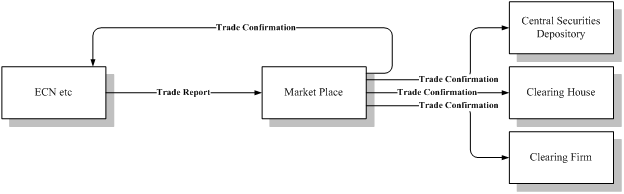 Trade Confirmation
Central Securities
Depository
ECN etc
Trade Report
Market Place
Trade Confirmation
Trade Confirmation
Trade Confirmation
Clearing House
Clearing Firm